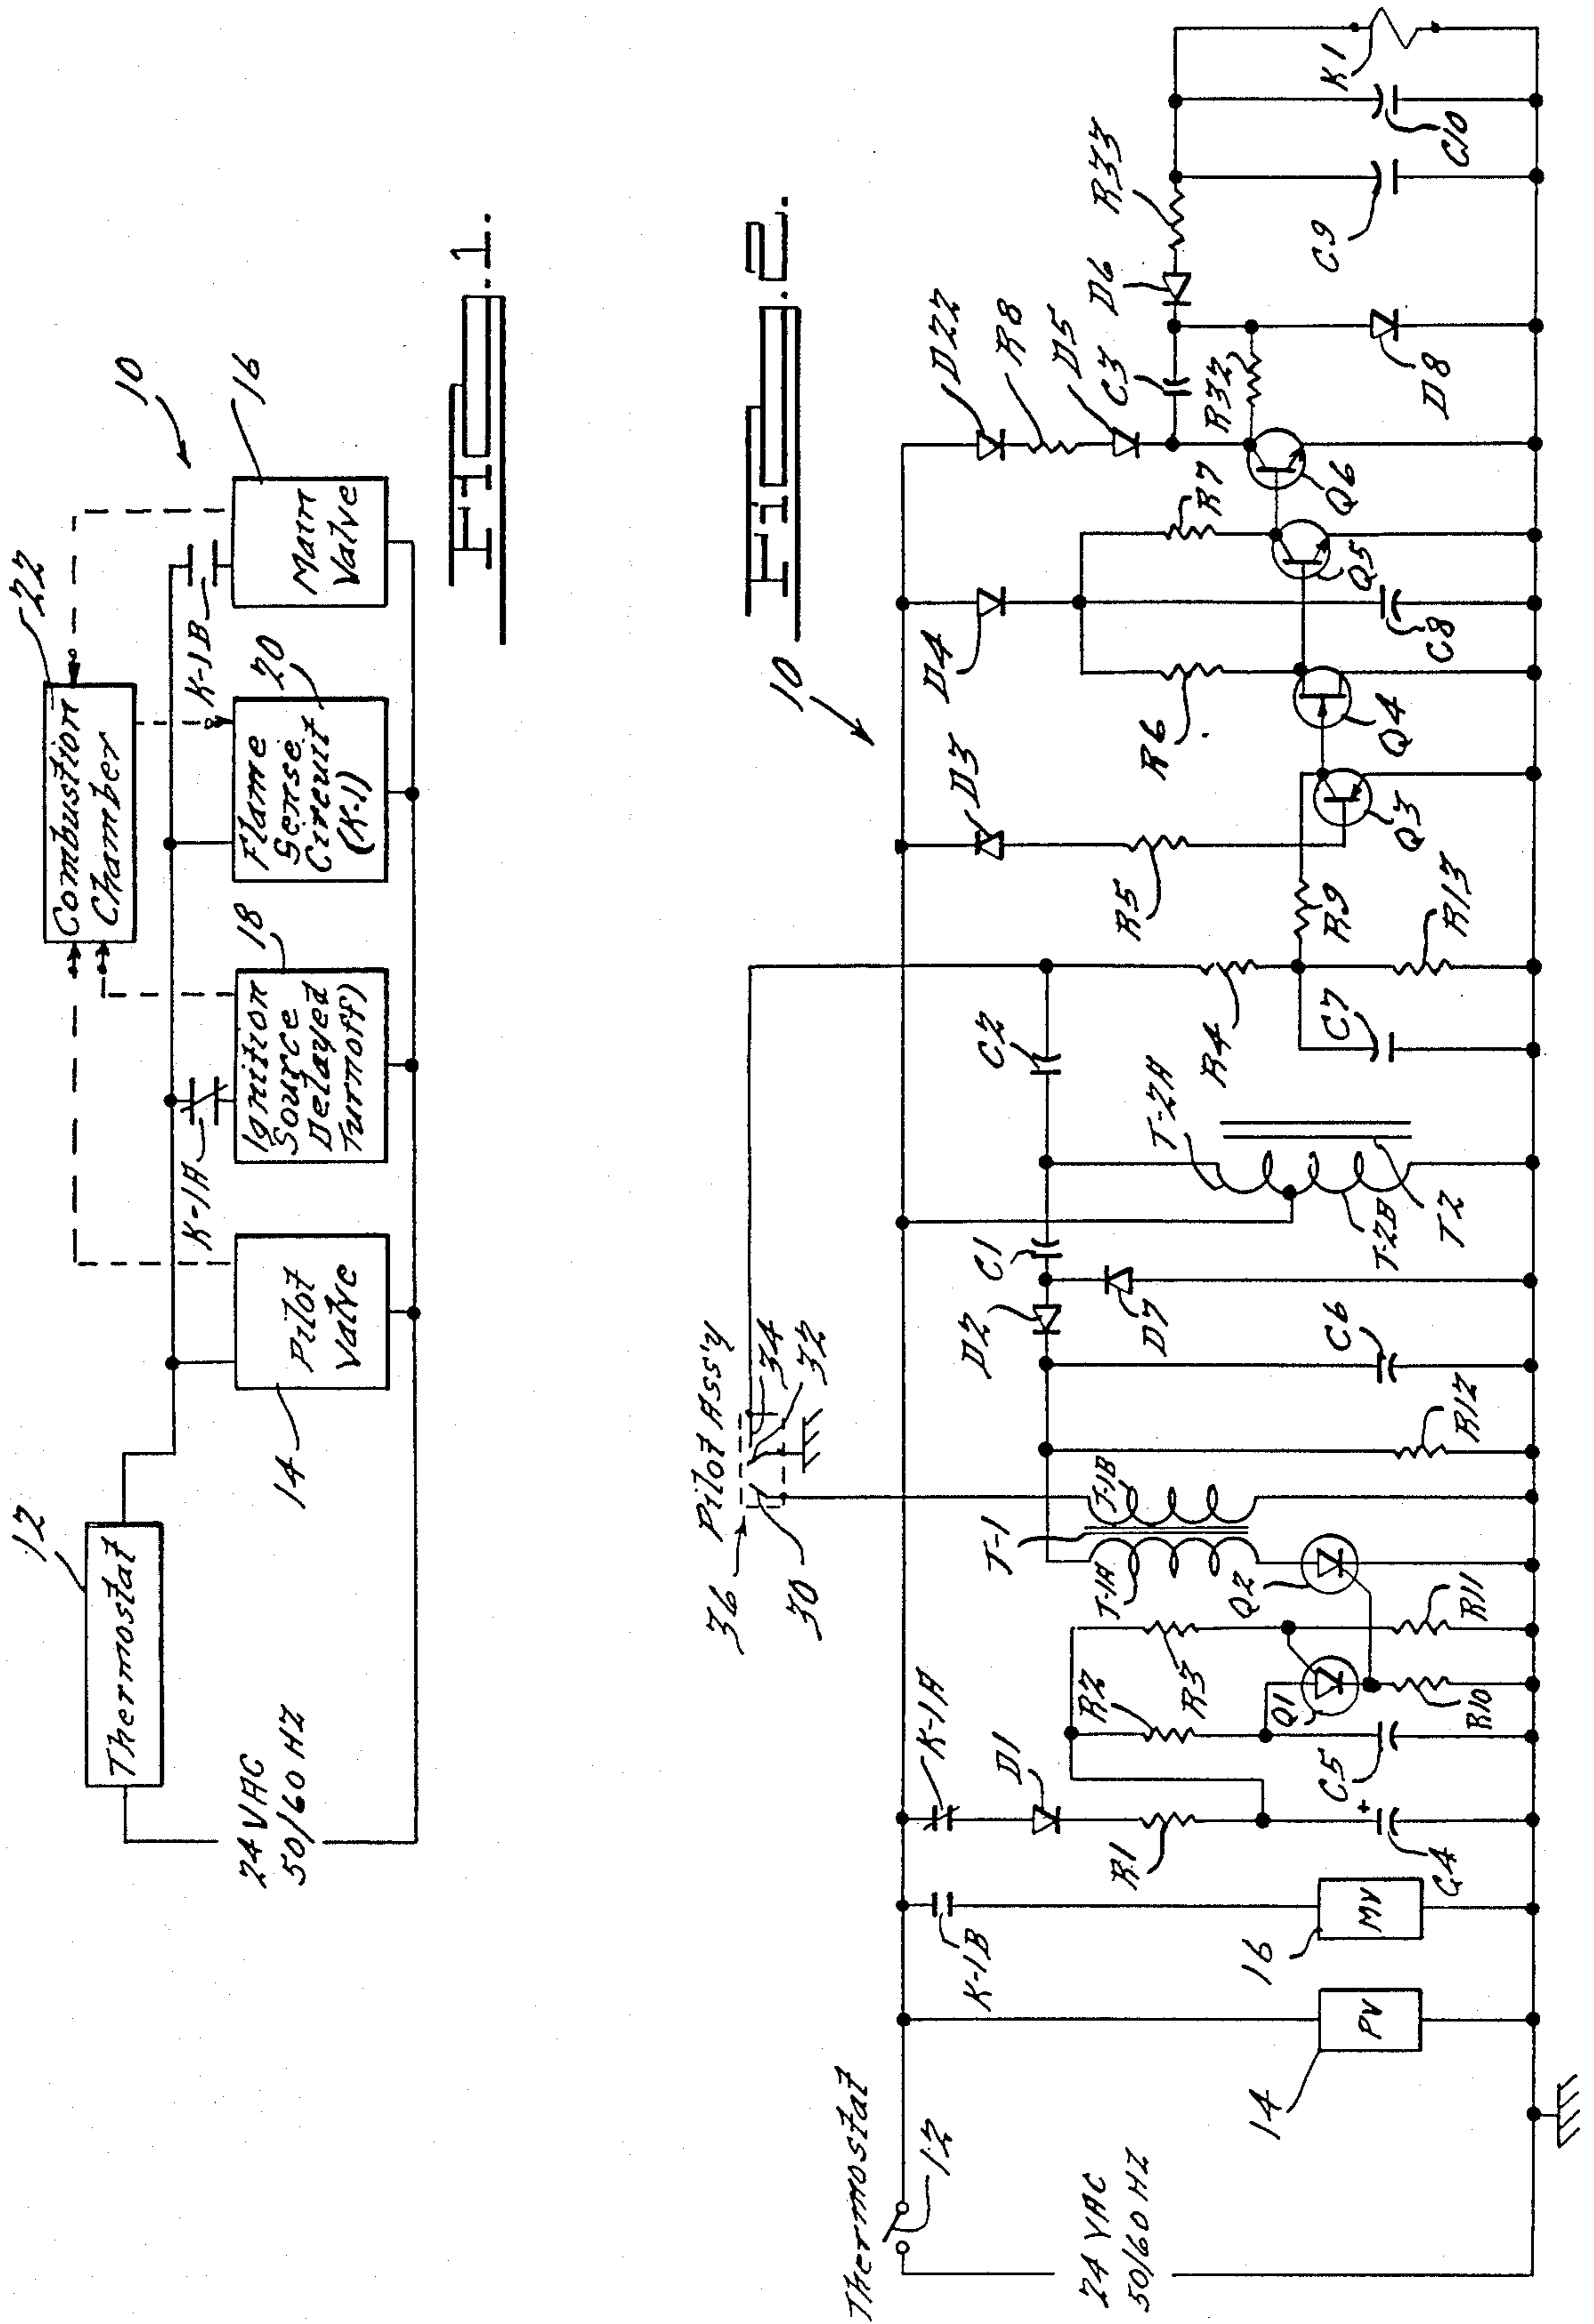 Thermostat
12
24 VAC
50/60 HZ
Pilot
Valve
14
K-1A
Ignition
Source
Delayed
Turnoff)
18
Flame
Sense
Circuit
(K-1)
20
K-1B
Main
Valve
16
10
Combustion
Chamber
22
Fig. 1.
Fig. 2.
10
Thermostat
12
24 VAC
50/60 HZ
PV
14
MV
16
K-1B
K-1A
D1
R1
+
C4
R2
C5
Q1
R3
R10
R11
Q2
T-1
T-1A
T-1B
Pilot Ass'y
36
30
34
32
R12
D2
C6
D7
C1
T-2A
T-2B
T2
C2
R4
C7
R9
R13
D3
R5
Q3
Q4
R6
D4
C8
Q5
R7
Q6
D22
R8
D5
C3
R32
D8
D6
R33
C9
C10
K1